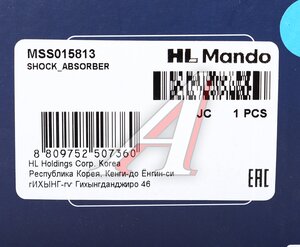 MSS015813
SHOCK_ABSORBER
HL Mando
JC 1 PCS
8 809752 507360
HL Holdings Corp. Korea
Республика Корея, Кенги-до Ёнгин-си
гиХЫНГ-гу Гихынгданджиро 46
EAC